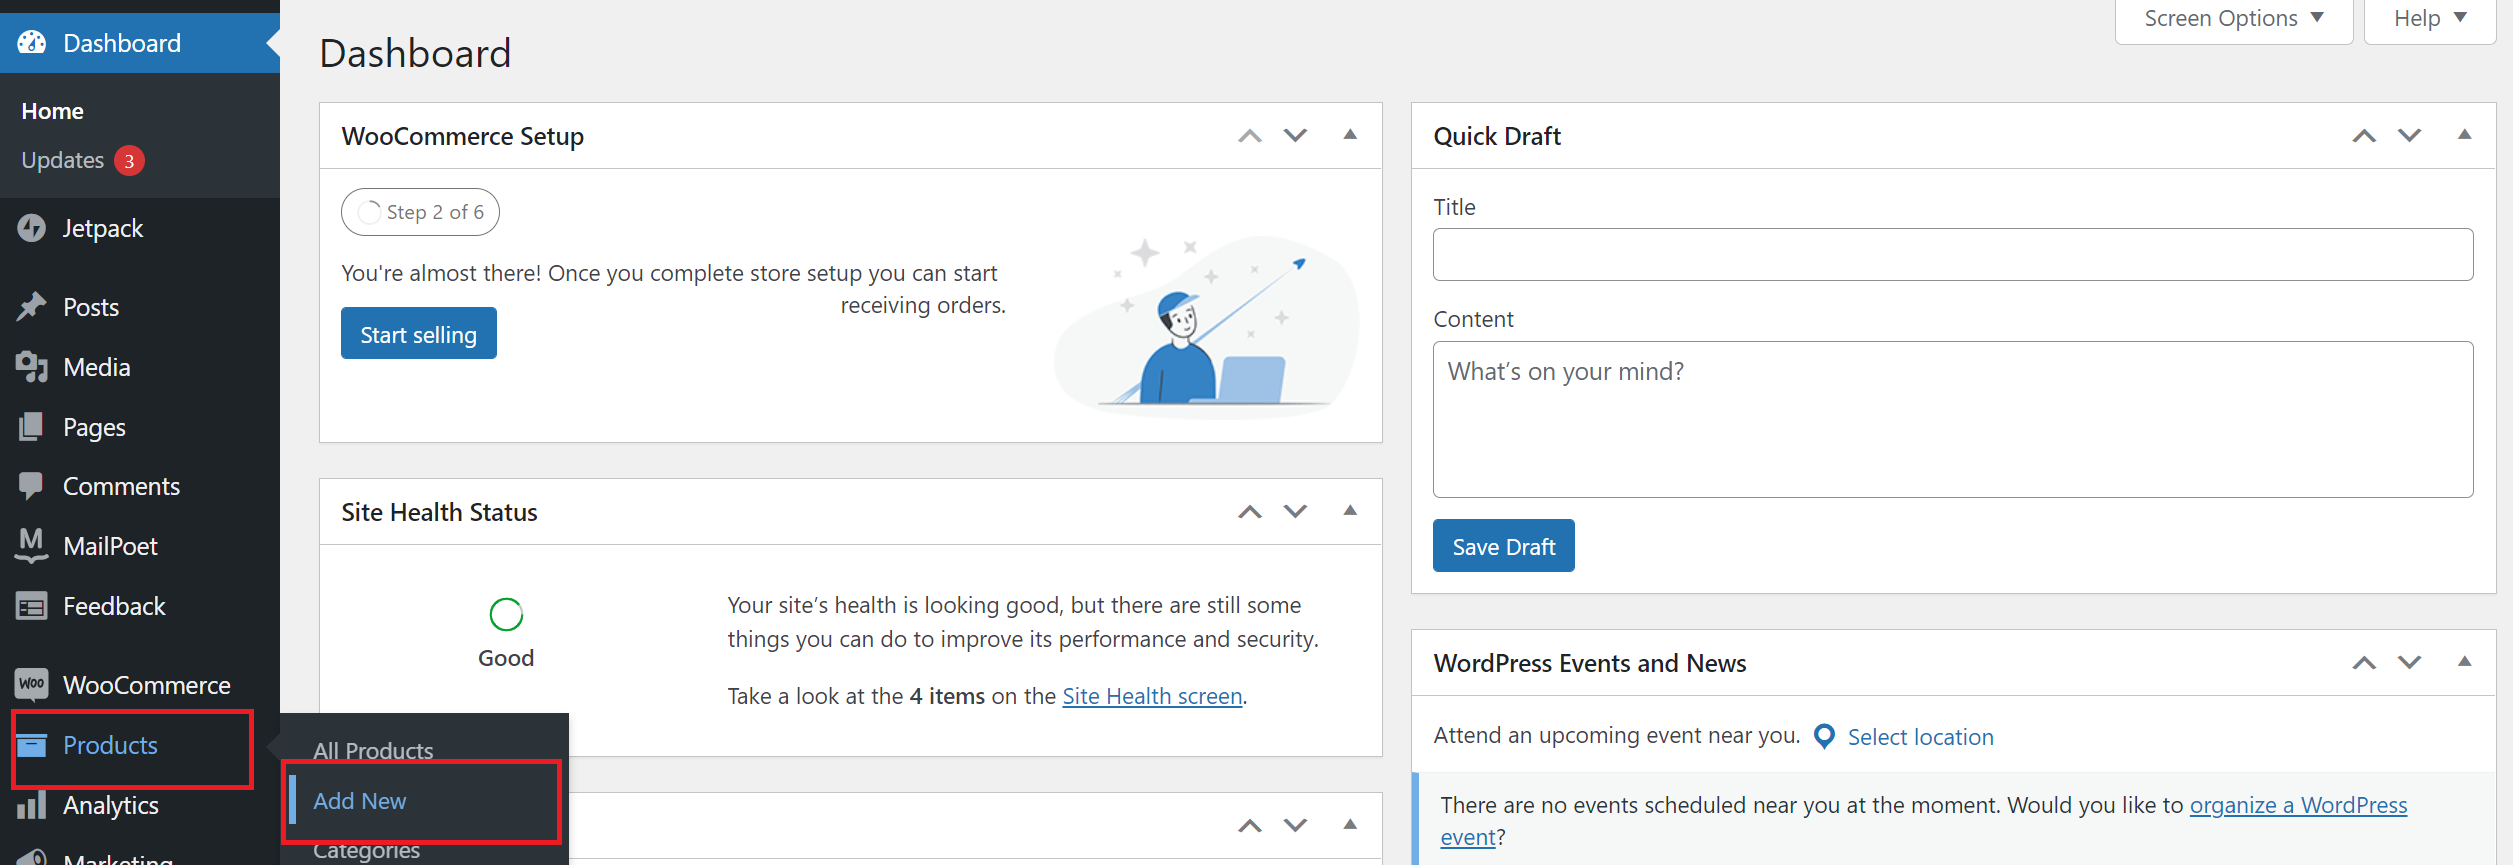 Dashboard
Home
Updates 3
Jetpack
Posts
Media
Pages
Comments
M MailPoet
Feedback
WOO WooCommerce
Products
Analytics
Marketing
All Products
Add New
Categories
Screen Options
Help
Dashboard
WooCommerce Setup
Step 2 of 6
You're almost there! Once you complete store setup you can start
receiving orders.
Start selling
Site Health Status
Good
Your site’s health is looking good, but there are still some
things you can do to improve its performance and security.
Take a look at the 4 items on the Site Health screen.
Quick Draft
Title
Content
What’s on your mind?
Save Draft
WordPress Events and News
Attend an upcoming event near you. Select location
There are no events scheduled near you at the moment. Would you like to organize a WordPress
event?